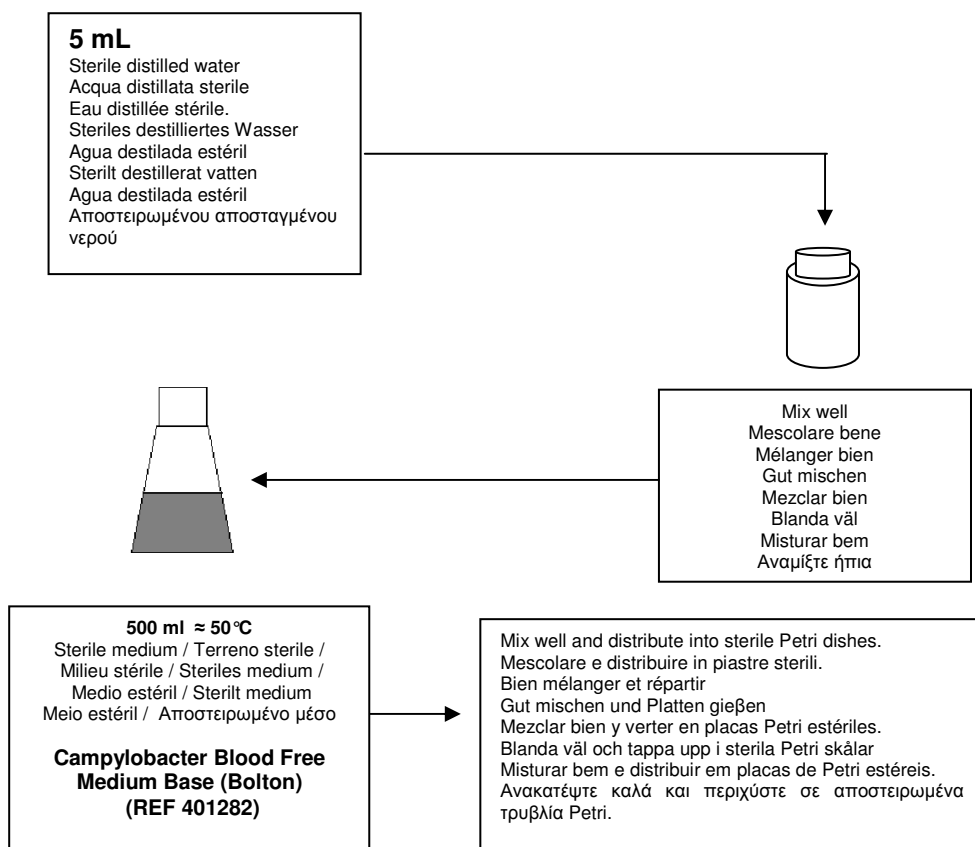 5 mL
Sterile distilled water
Acqua distillata sterile
Eau distillée stérile.
Steriles destilliertes Wasser
Agua destilada estéril
Sterilt destillerat vatten
Agua destilada estéril
Αποστειρωμένου αποσταγμένου
νερού
Mix well
Mescolare bene
Mélanger bien
Gut mischen
Mezclar bien
Blanda väl
Misturar bem
Αναμίξτε ήπια
500 ml ≈ 50°C
Sterile medium / Terreno sterile /
Milieu stérile / Steriles medium /
Medio estéril / Sterilt medium
Meio estéril / Αποστειρωμένο μέσο
Campylobacter Blood Free
Medium Base (Bolton)
(REF 401282)
Mix well and distribute into sterile Petri dishes.
Mescolare e distribuire in piastre sterili.
Bien mélanger et répartir
Gut mischen und Platten gieβen
Mezclar bien y verter en placas Petri estériles.
Blanda väl och tappa upp i sterila Petri skålar
Misturar bem e distribuir em placas de Petri estéreis.
Ανακατέψτε καλά και περιχύστε σε αποστειρωμένα
τρυβλία Petri.